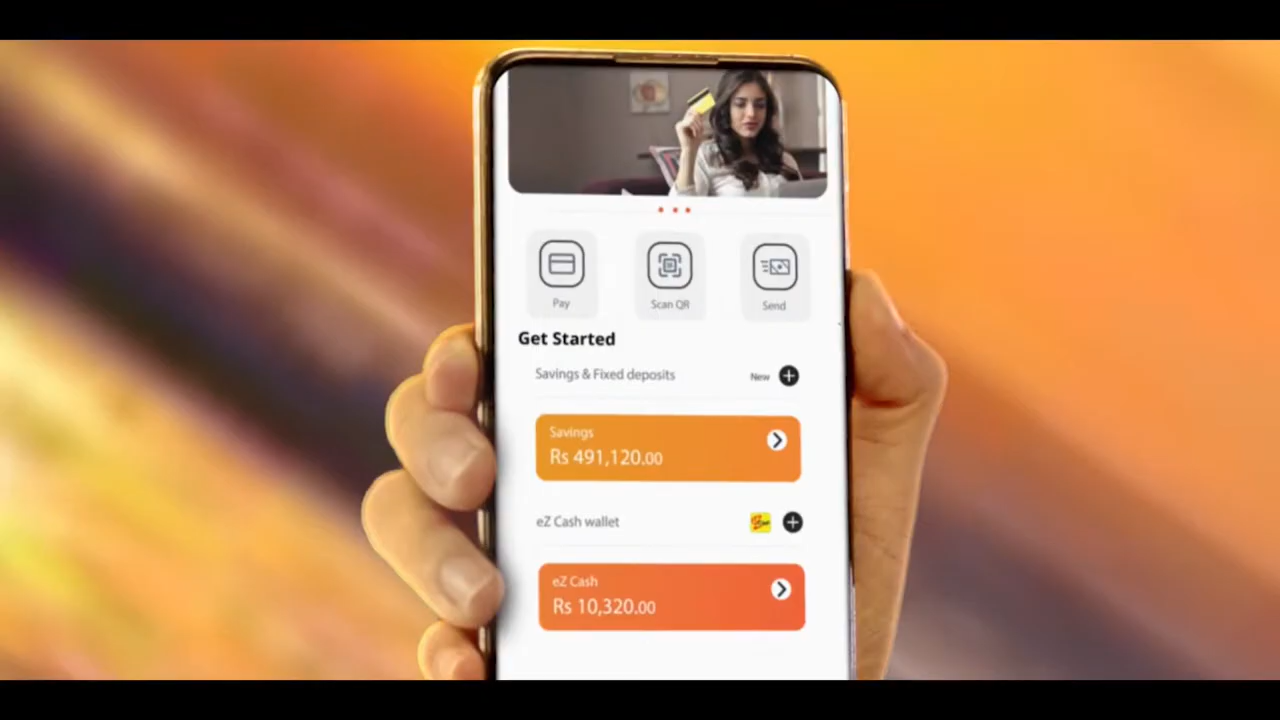 Pay
Scan QR
Send
Get Started
Savings & Fixed deposits
New
Savings
Rs 491,120.00
eZ Cash wallet
eZ Cash
Rs 10,320.00